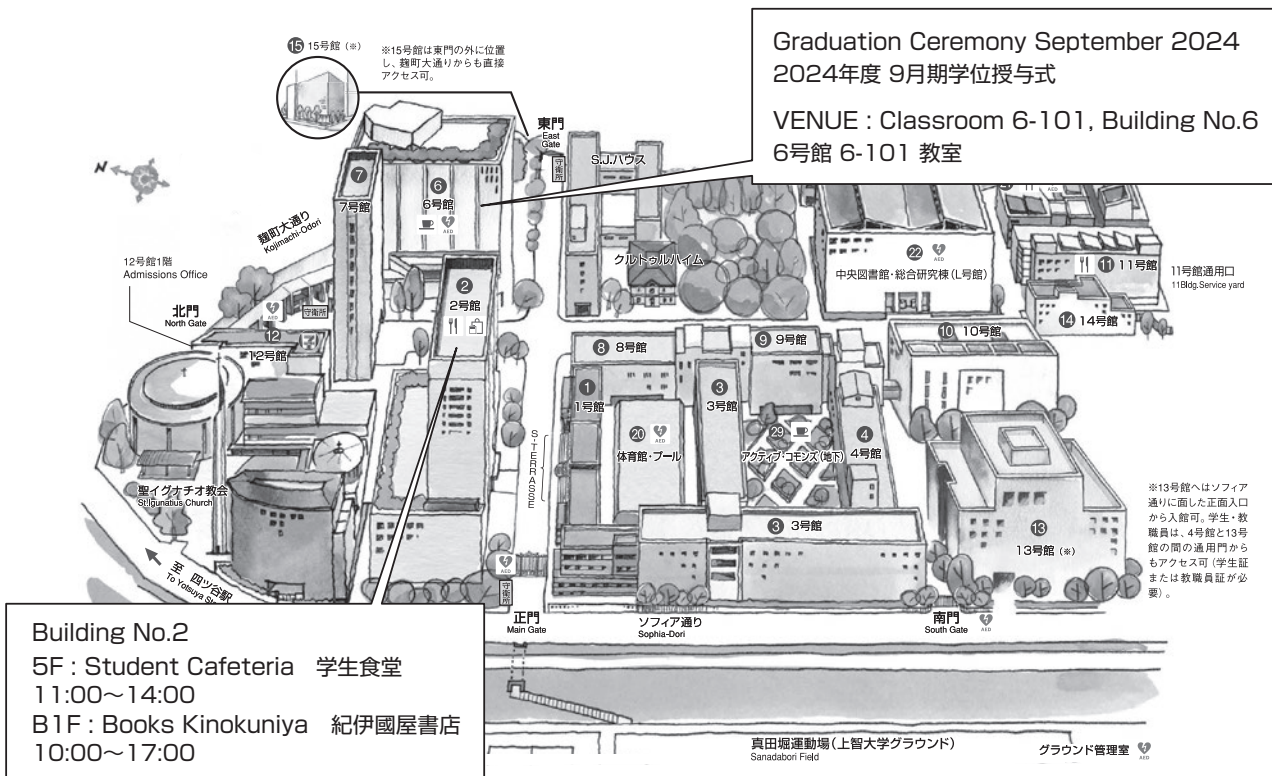 Graduation Ceremony September 2024
2024年度 9月期学位授与式
VENUE : Classroom 6-101, Building No.6
6号館 6-101 教室
15 15号館（※）
※15号館は東門の外に位置
し、麹町大通りからも直接
アクセス可。
東門
East
Gate
守衛所
S.J.ハウス
N
7
7号館
6
6号館
AED
麹町大通り
Kojimachi-Odori
クルトゥルハイム
22 AED
中央図書館・総合研究棟(L号館)
AED
11 11号館
11号館通用口
11Bldg.Service yard
14 14号館
12号館1階
Admissions Office
北門
North Gate
AED
守衛所
12
12号館
2
2号館
8 8号館
9 9号館
10 10号館
1
1号館
3
3号館
20 AED
体育館・プール
29
アクティブ・コモンズ(地下)
4
4号館
S-TERRASSE
聖イグナチオ教会
St.Ignatius Church
3 3号館
13
13号館（※）
※13号館へはソフィア
通りに面した正面入口
から入館可。学生・教
職員は、4号館と13号
館の間の通用門から
もアクセス可（学生証
または教職員証が必
要）。
至 四ツ谷駅
To Yotsuya
AED
守衛所
正門
Main Gate
ソフィア通り
Sophia-Dori
南門
South Gate
AED
Building No.2
5F : Student Cafeteria 学生食堂
11:00～14:00
B1F : Books Kinokuniya 紀伊國屋書店
10:00～17:00
真田堀運動場(上智大学グラウンド)
Sanadabori Field
グラウンド管理室 AED